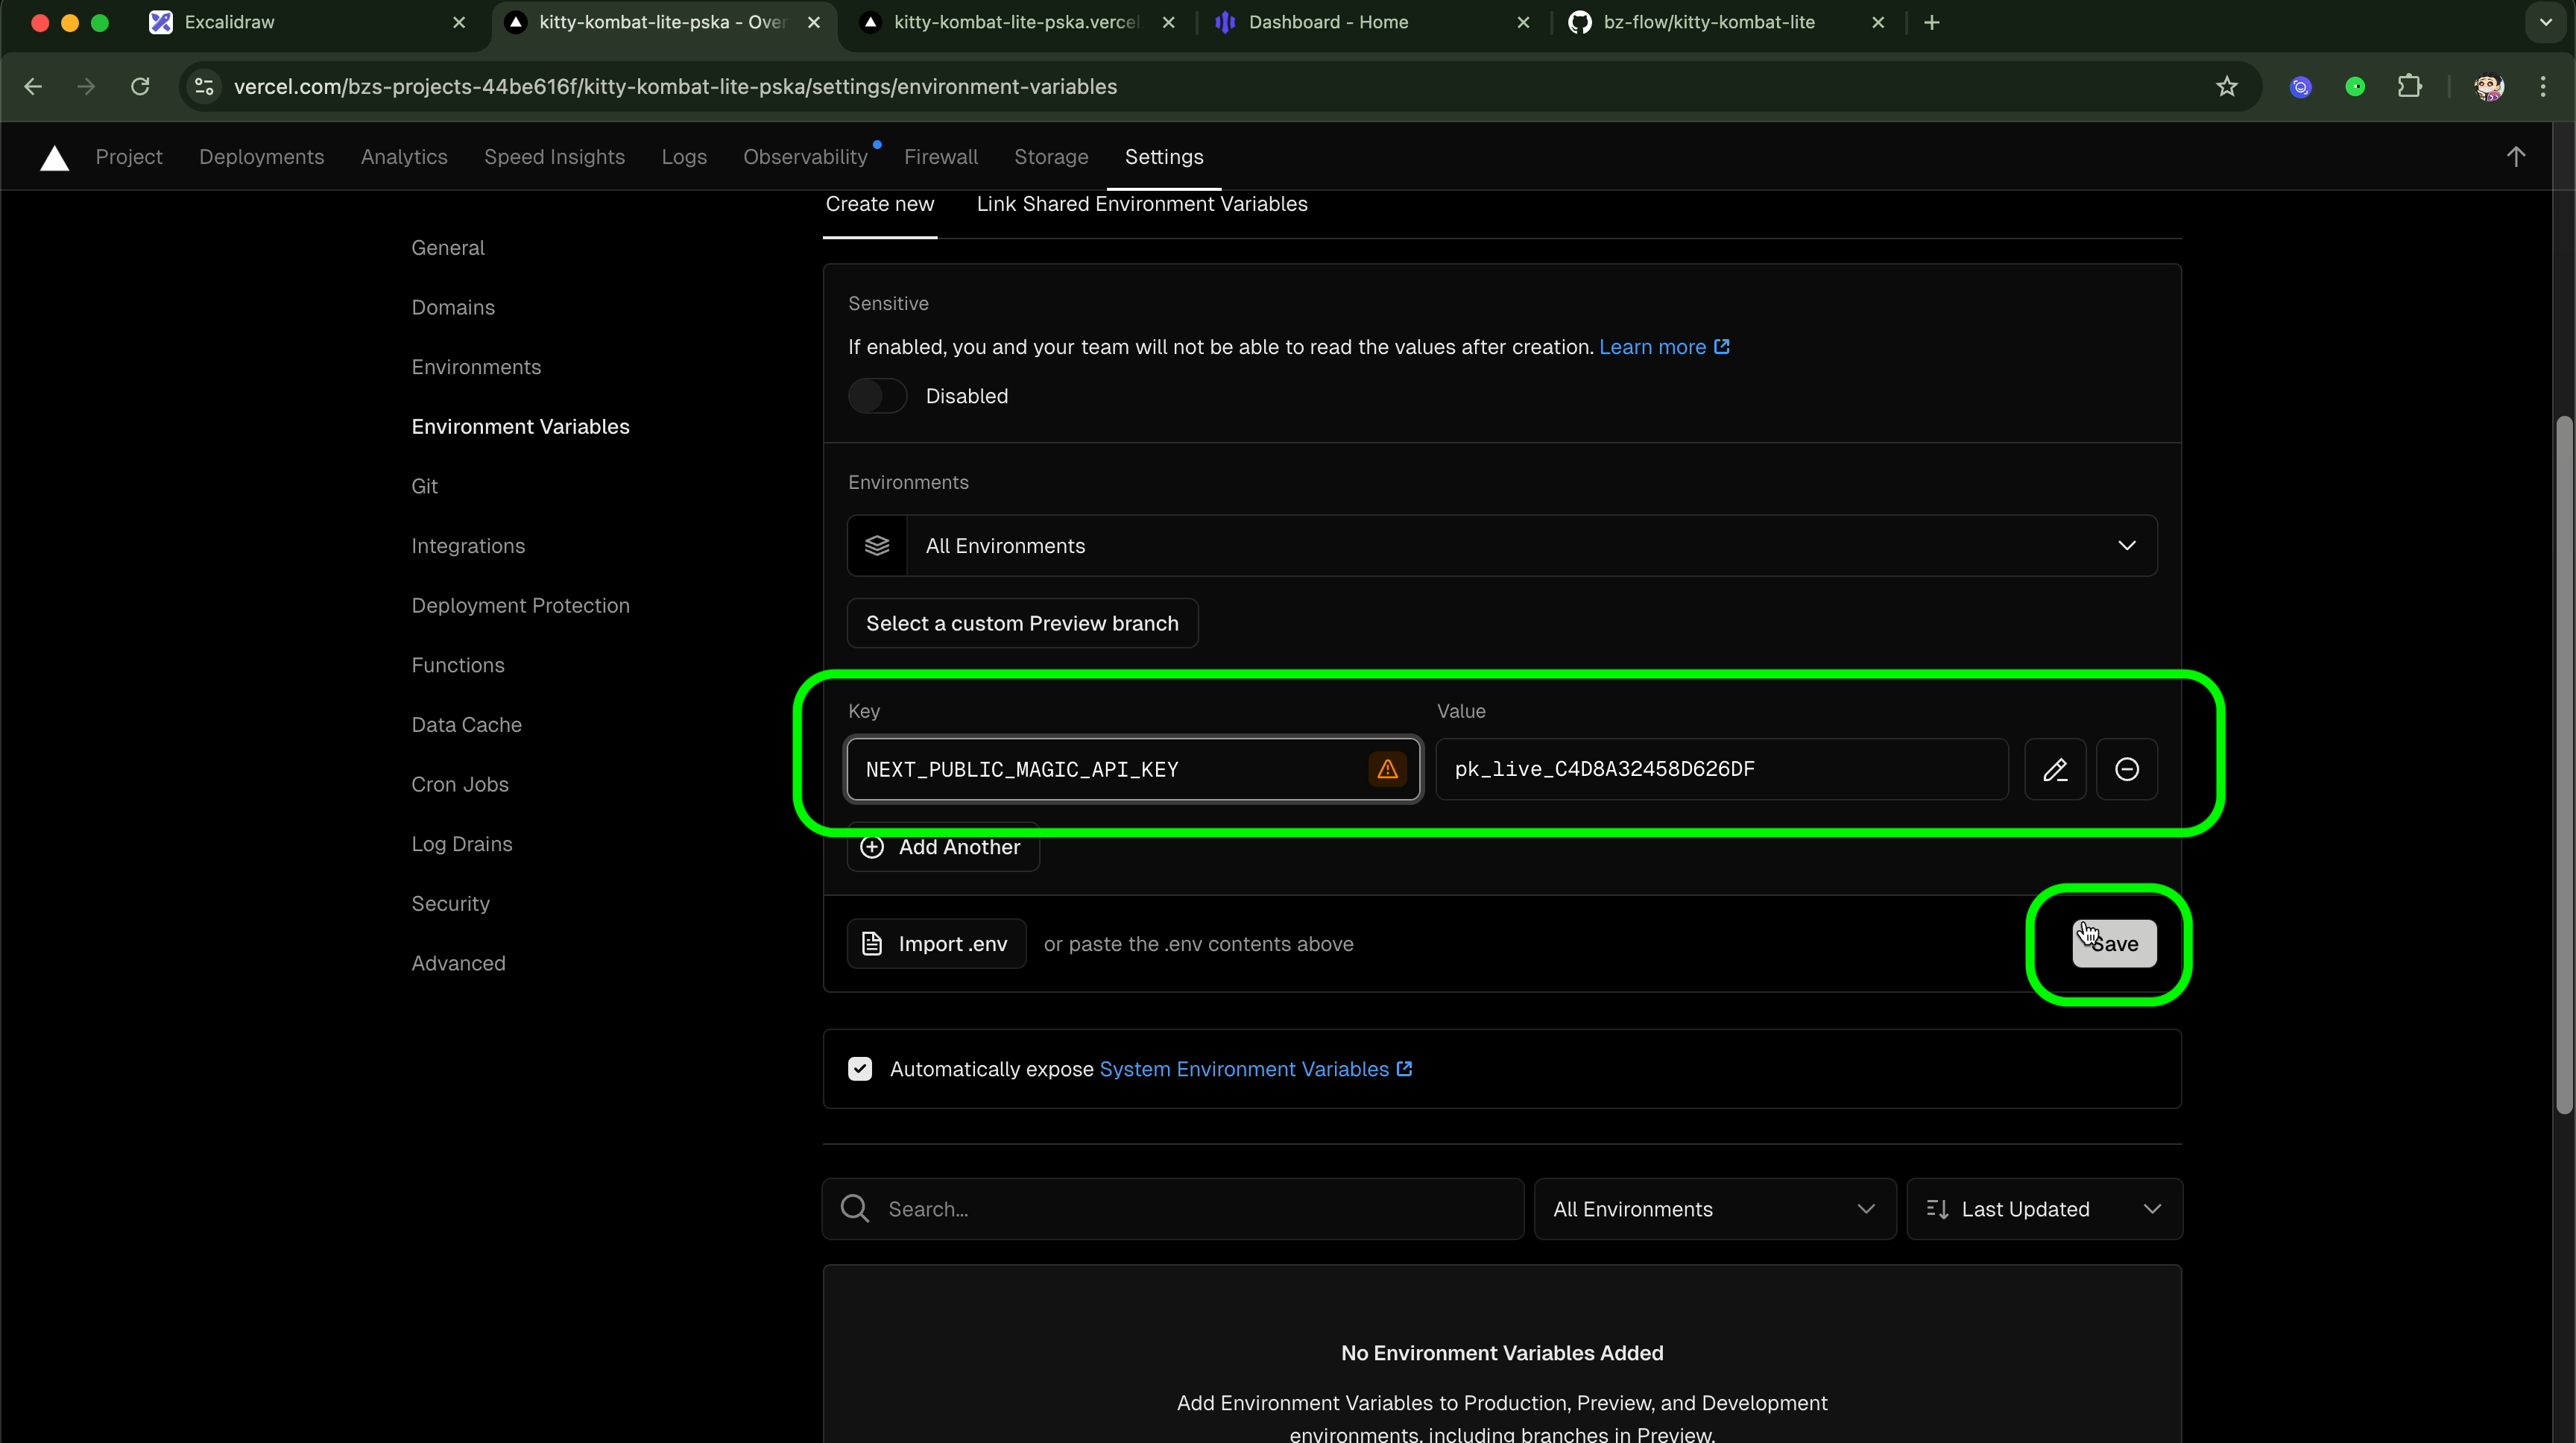 Excalidraw
kitty-kombat-lite-pska - Over
kitty-kombat-lite-pska.vercel
Dashboard - Home
bz-flow/kitty-kombat-lite
vercel.com/bzs-projects-44be616f/kitty-kombat-lite-pska/settings/environment-variables
Project
Deployments
Analytics
Speed Insights
Logs
Observability
Firewall
Storage
Settings
Create new
Link Shared Environment Variables
General
Domains
Environments
Environment Variables
Git
Integrations
Deployment Protection
Functions
Data Cache
Cron Jobs
Log Drains
Security
Advanced
Sensitive
If enabled, you and your team will not be able to read the values after creation. Learn more
Disabled
Environments
All Environments
Select a custom Preview branch
Key
Value
NEXT_PUBLIC_MAGIC_API_KEY
pk_live_C4D8A32458D626DF
Add Another
Import .env
or paste the .env contents above
Save
Automatically expose System Environment Variables
Search...
All Environments
Last Updated
No Environment Variables Added
Add Environment Variables to Production, Preview, and Development
environments, including branches in Preview.